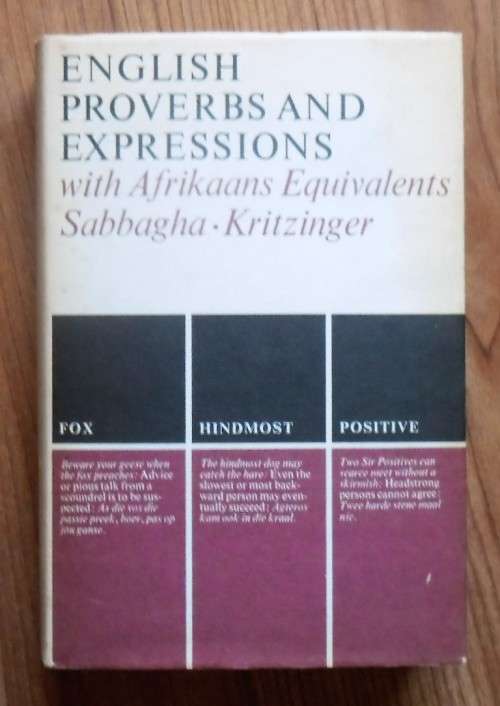 ENGLISH
PROVERBS AND
EXPRESSIONS
with Afrikaans Equivalents
Sabbagha · Kritzinger
FOX
Beware your geese when
the fox preaches: Advice
or pious talk from a
scoundrel is to be sus-
pected: As die vos die
passie preek, boer, pas op
jou ganse.
HINDMOST
The hindmost dog may
catch the hare. Even the
slowest or most back-
ward person may even-
tually succeed: Agteros
kam ook in die kraal.
POSITIVE
Two Sir Positives can
scarce meet without a
skirmish: Headstrong
persons cannot agree:
Twee harde stene maal
nie.